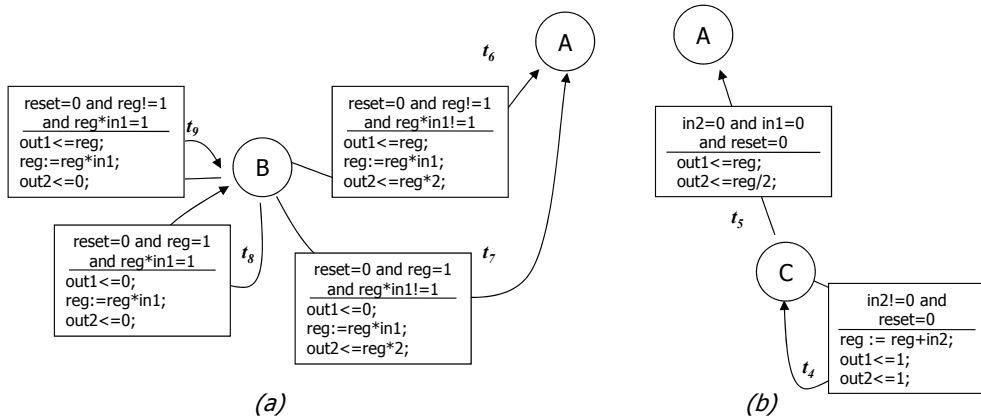 A
t6
reset=0 and reg!=1
and reg*in1=1
out1<=reg;
reg:=reg*in1;
out2<=0;
t9
B
reset=0 and reg!=1
and reg*in1!=1
out1<=reg;
reg:=reg*in1;
out2<=reg*2;
reset=0 and reg=1
and reg*in1=1
out1<=0;
reg:=reg*in1;
out2<=0;
t8
reset=0 and reg=1
and reg*in1!=1
out1<=0;
reg:=reg*in1;
out2<=reg*2;
t7
(a)
A
in2=0 and in1=0
and reset=0
out1<=reg;
out2<=reg/2;
t5
C
in2!=0 and
reset=0
reg := reg+in2;
out1<=1;
out2<=1;
t4
(b)